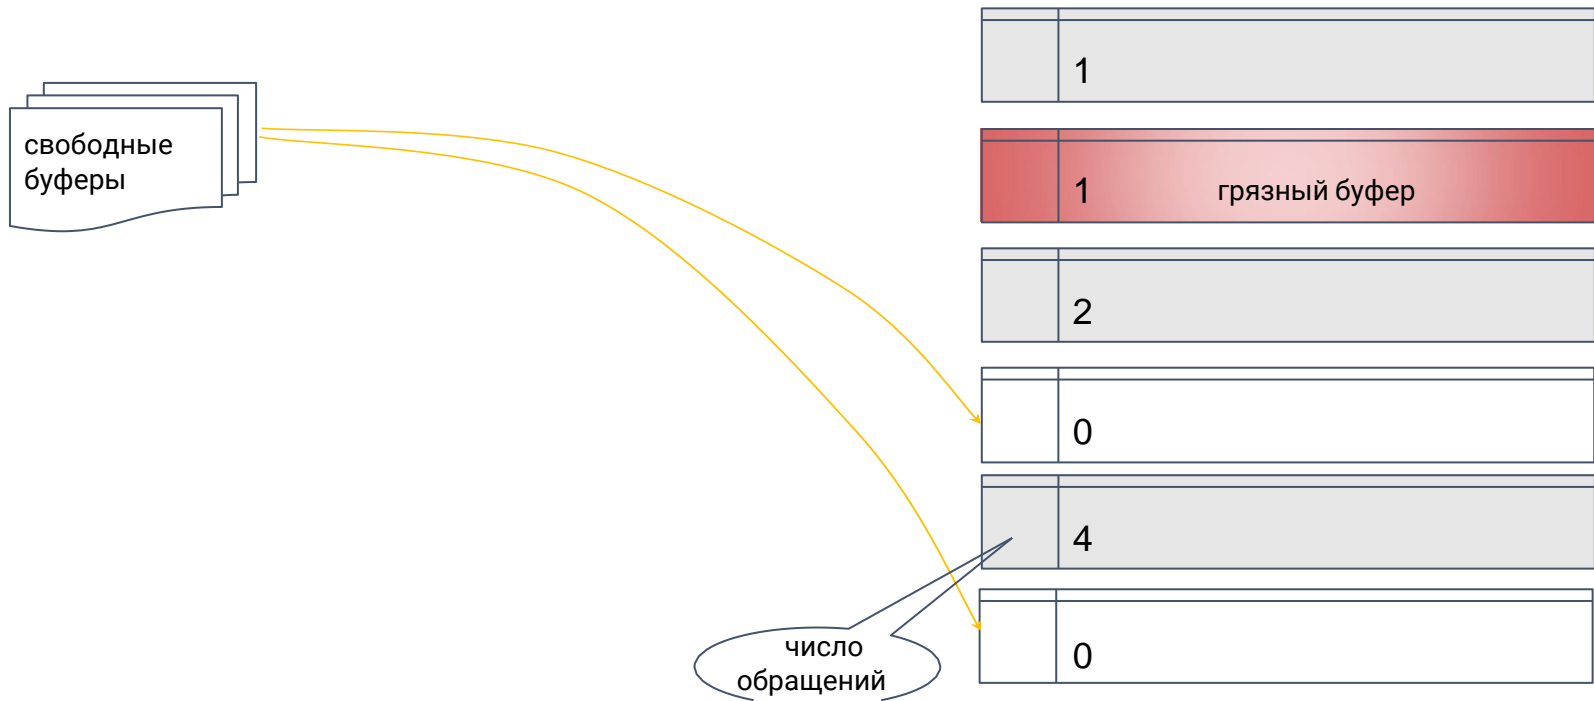 свободные
буферы
1
1 грязный буфер
2
0
4
0
число
обращений